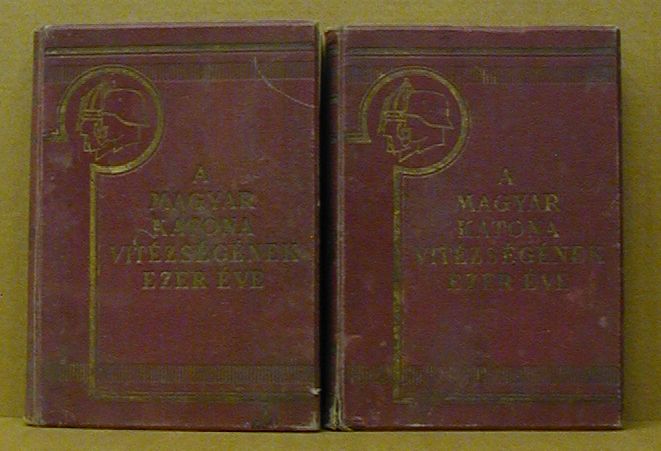 A
MAGYAR
KATONA
VITÉZSÉGÉNEK
EZER ÉVE
A
MAGYAR
KATONA
VITÉZSÉGÉNEK
EZER ÉVE